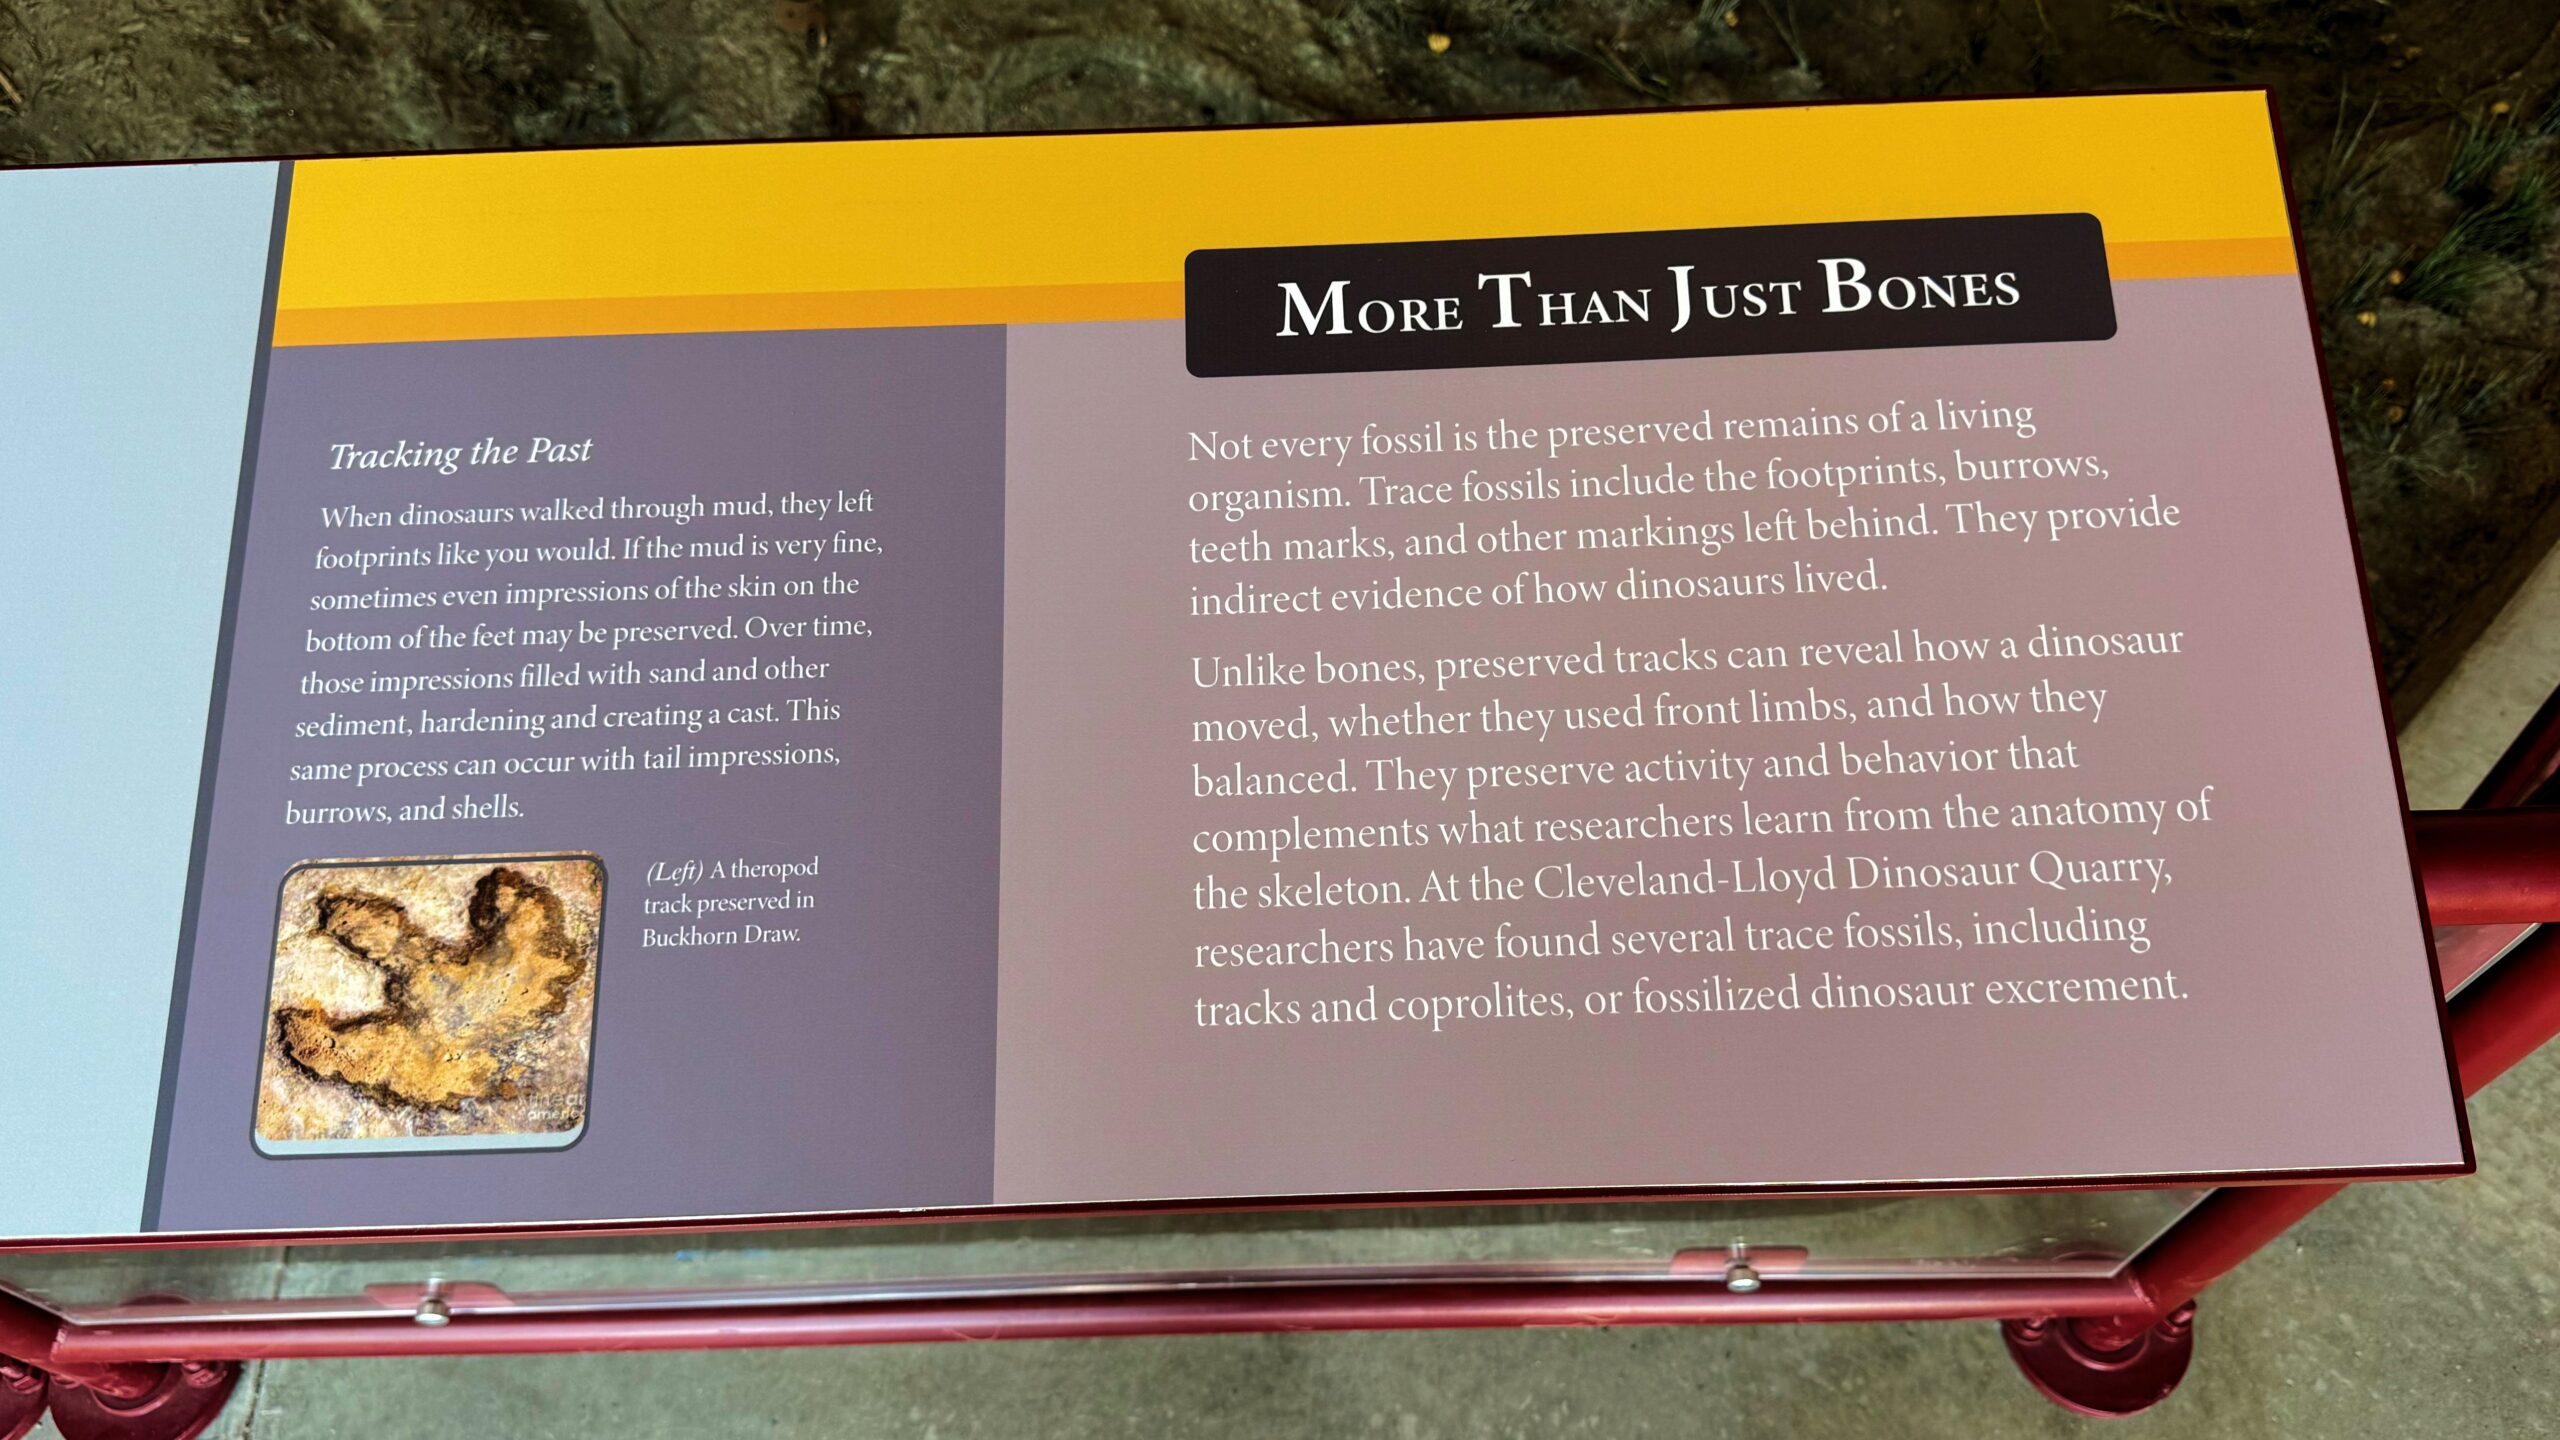 Tracking the Past
When dinosaurs walked through mud, they left
footprints like you would. If the mud is very fine,
sometimes even impressions of the skin on the
bottom of the feet may be preserved. Over time,
those impressions filled with sand and other
sediment, hardening and creating a cast. This
same process can occur with tail impressions,
burrows, and shells.
(Left) A theropod
track preserved in
Buckhorn Draw.
MORE THAN JUST BONES
Not every fossil is the preserved remains of a living
organism. Trace fossils include the footprints, burrows,
teeth marks, and other markings left behind. They provide
indirect evidence of how dinosaurs lived.
Unlike bones, preserved tracks can reveal how a dinosaur
moved, whether they used front limbs, and how they
balanced. They preserve activity and behavior that
complements what researchers learn from the anatomy of
the skeleton. At the Cleveland-Lloyd Dinosaur Quarry,
researchers have found several trace fossils, including
tracks and coprolites, or fossilized dinosaur excrement.